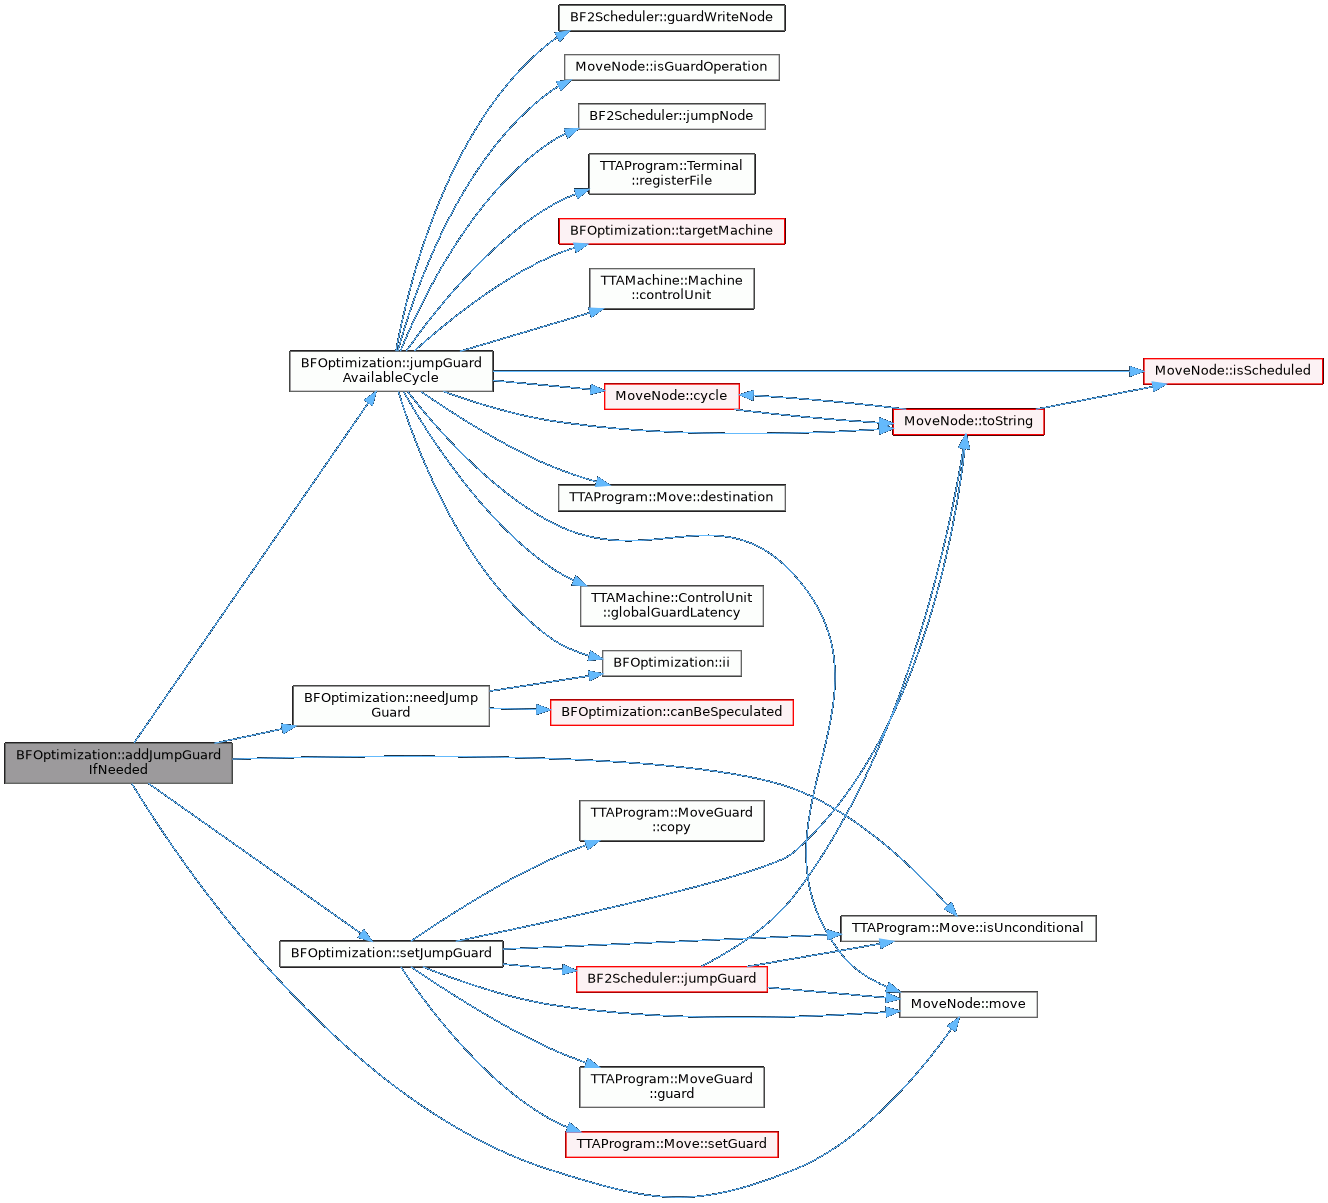 BF2Scheduler::guardWriteNode
MoveNode::isGuardOperation
BF2Scheduler::jumpNode
TTAProgram::Terminal
::registerFile
BFOptimization::targetMachine
TTAMachine::Machine
::controlUnit
BFOptimization::jumpGuard
AvailableCycle
MoveNode::isScheduled
MoveNode::cycle
MoveNode::toString
TTAProgram::Move::destination
TTAMachine::ControlUnit
::globalGuardLatency
BFOptimization::ii
BFOptimization::needJump
Guard
BFOptimization::canBeSpeculated
BFOptimization::addJumpGuard
IfNeeded
TTAProgram::MoveGuard
::copy
TTAProgram::Move::isUnconditional
BFOptimization::setJumpGuard
BF2Scheduler::jumpGuard
MoveNode::move
TTAProgram::MoveGuard
::guard
TTAProgram::Move::setGuard